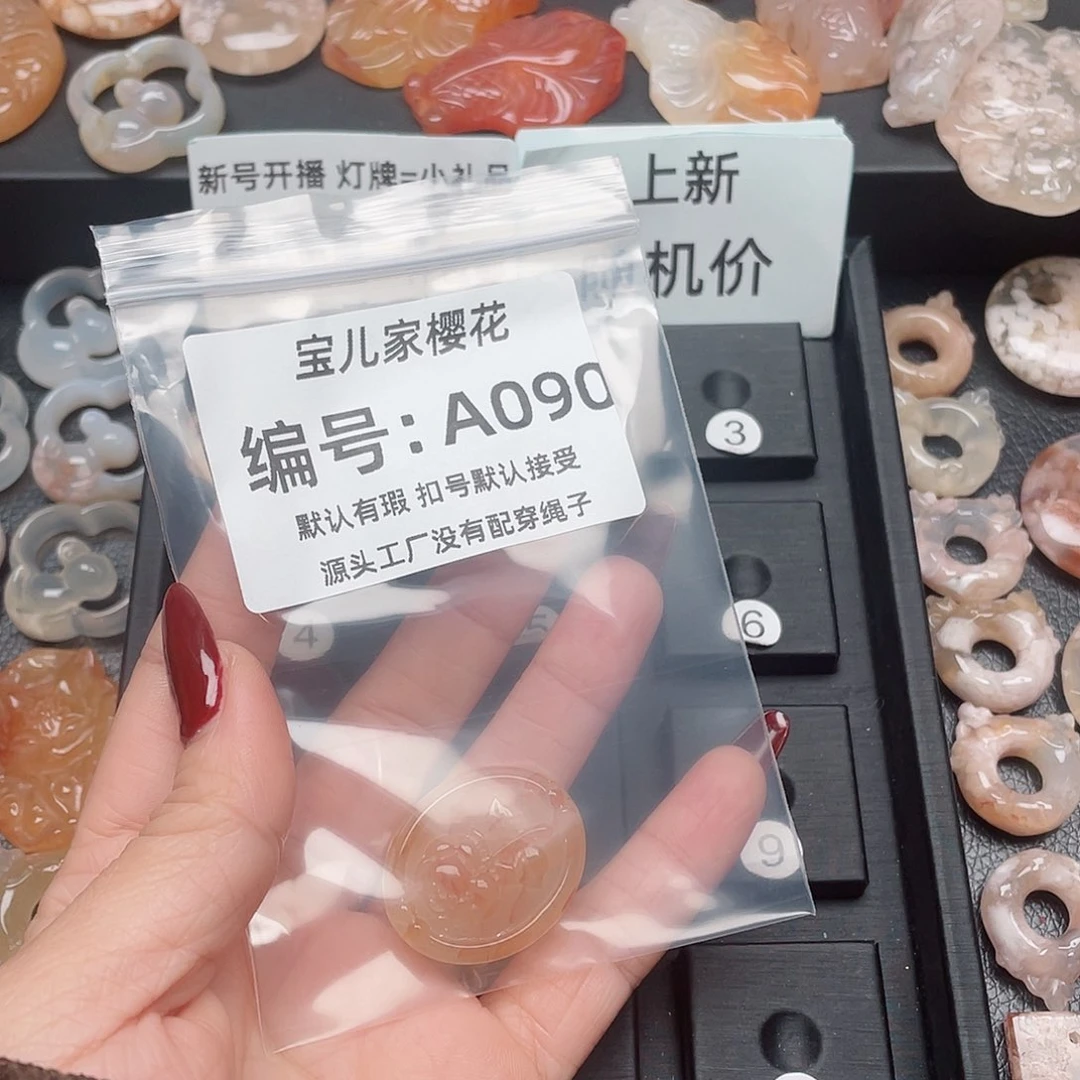 新号开播 灯牌=小礼品
上新
机价
宝儿家樱花
编号：A090
默认有瑕 扣号默认接受
源头工厂没有配穿绳子
3
4
5
6
9